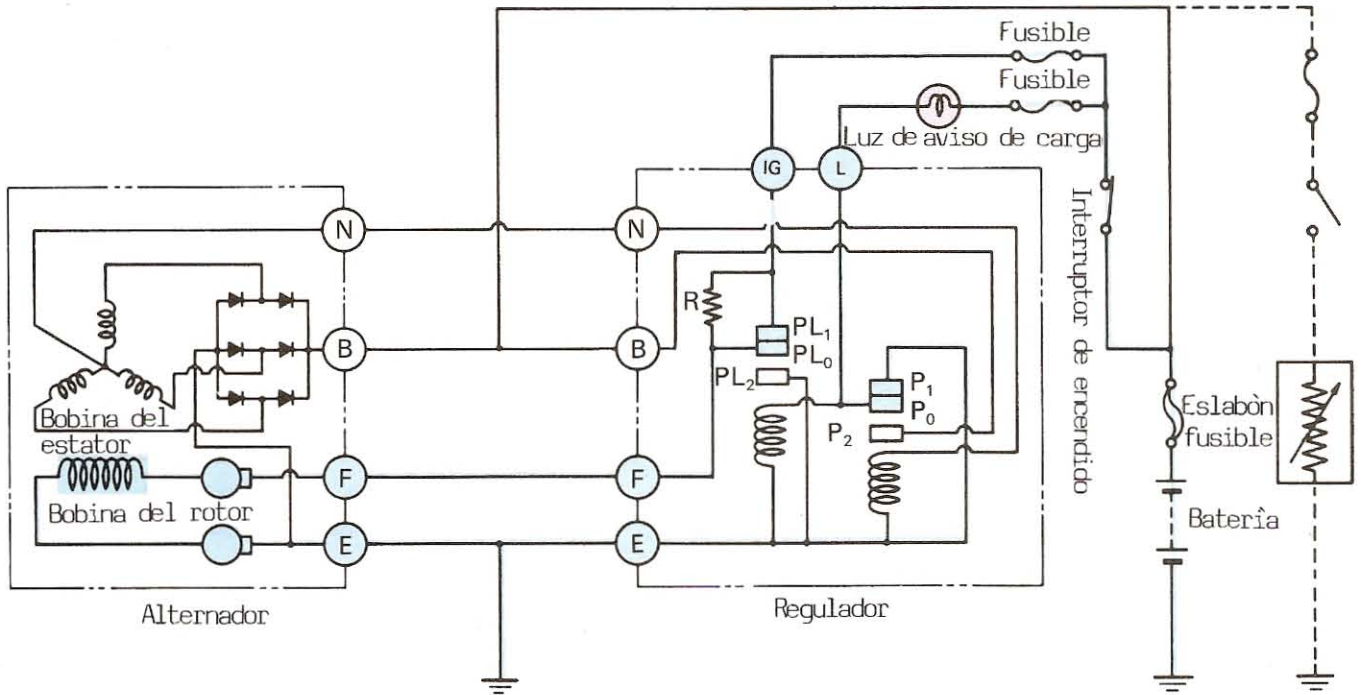 Fusible
Fusible
Luz de aviso de carga
IG
L
N
N
R
PL₁
PL₀
PL₂
B
B
P₁
P₀
P₂
Interruptor de encendido
Eslabòn
fusible
Bobina del
estator
F
F
Bobina del rotor
Baterîa
E
E
Alternador
Regulador